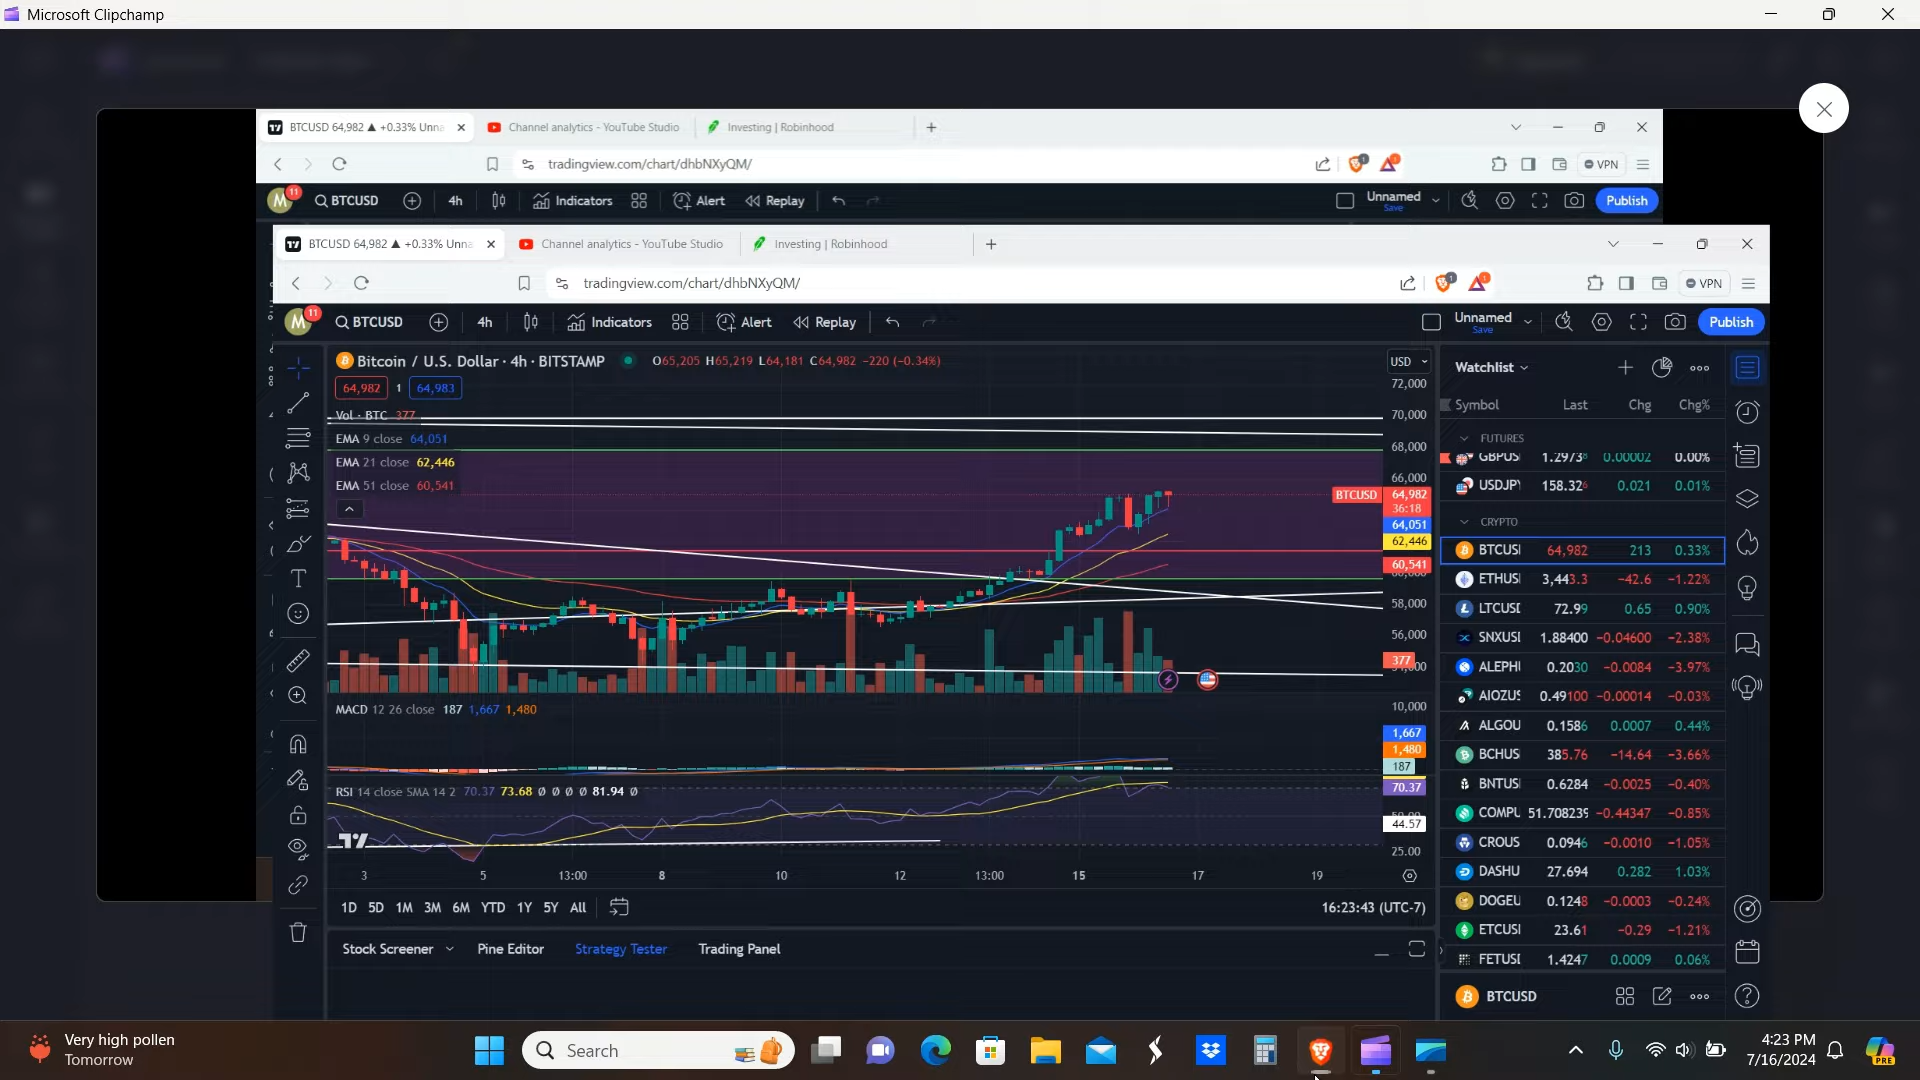 Microsoft Clipchamp
BTCUSD 64,982 ▲ +0.33% Unna
Channel analytics - YouTube Studio
Investing | Robinhood
tradingview.com/chart/dhbNXyQM/
VPN
M 11 BTCUSD 4h Indicators Alert Replay
Unnamed
Save
Publish
BTCUSD 64,982 ▲ +0.33% Unna
Channel analytics - YouTube Studio
Investing | Robinhood
tradingview.com/chart/dhbNXyQM/
VPN
M 11 BTCUSD 4h Indicators Alert Replay
Unnamed
Save
Publish
Bitcoin / U.S. Dollar · 4h · BITSTAMP O65,205 H65,219 L64,181 C64,982 -220 (-0.34%)
64,982 1 64,983
Vol · BTC 377
EMA 9 close 64,051
EMA 21 close 62,446
EMA 51 close 60,541
USD
72,000
70,000
68,000
66,000
BTCUSD 64,982
36:18
64,051
62,446
60,541
58,000
56,000
377
MACD 12 26 close 187 1,667 1,480
10,000
1,667
1,480
187
RSI 14 close SMA 14 2 70.37 73.68 Ø Ø Ø Ø 81.94 Ø
70.37
44.57
25.00
3 5 13:00 8 10 12 13:00 15 17 19
1D 5D 1M 3M 6M YTD 1Y 5Y All
16:23:43 (UTC-7)
Stock Screener Pine Editor Strategy Tester Trading Panel
Watchlist
Symbol Last Chg Chg%
FUTURES
GBPUS 1.2973⁸ 0.00002 0.00%
USDJP 158.32⁶ 0.021 0.01%
CRYPTO
BTCUS 64,982 213 0.33%
ETHUS 3,443.3 -42.6 -1.22%
LTCUSD 72.99 0.65 0.90%
SNXUSI 1.88400 -0.04600 -2.38%
ALEPHI 0.2030 -0.0084 -3.97%
AIOZUS 0.49100 -0.00014 -0.03%
ALGOU 0.1586 0.0007 0.44%
BCHUS 385.76 -14.64 -3.66%
BNTUS 0.6284 -0.0025 -0.40%
COMPU 51.708239 -0.44347 -0.85%
CROUS 0.0946 -0.0010 -1.05%
DASHU 27.694 0.282 1.03%
DOGEU 0.1248 -0.0003 -0.24%
ETCUSI 23.61 -0.29 -1.21%
FETUSI 1.4247 0.0009 0.06%
BTCUSD
Very high pollen
Tomorrow
Search
4:23 PM
7/16/2024
PRE